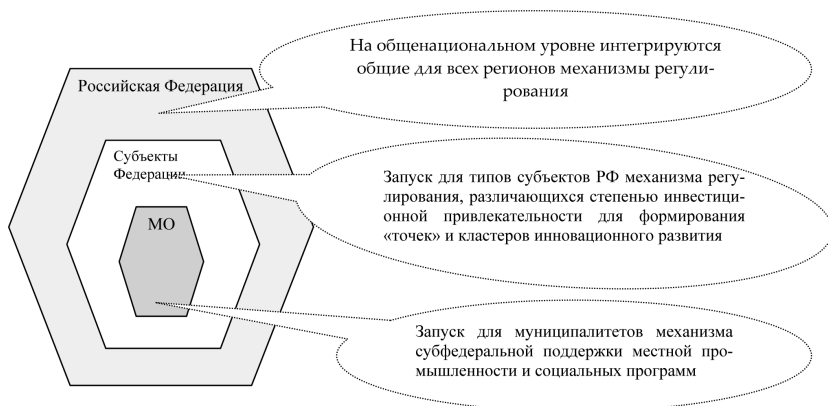 На общенациональном уровне интегрируются
общие для всех регионов механизмы регули-
рования
Российская Федерация
Субъекты
Федерации
Запуск для типов субъектов РФ механизма регу-
лирования, различающихся степенью инвестици-
онной привлекательности для формирования
«точек» и кластеров инновационного развития
МО
Запуск для муниципалитетов механизма
субфедеральной поддержки местной про-
мышленности и социальных программ